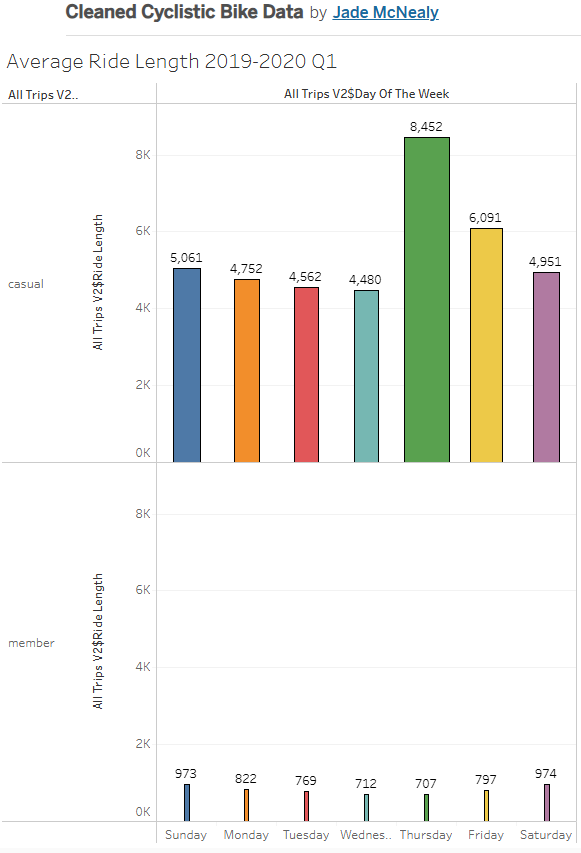 Cleaned Cyclistic Bike Data by Jade McNealy
Average Ride Length 2019-2020 Q1
All Trips V2.. All Trips V2$Day Of The Week
casual
All Trips V2$Ride Length
8K
6K
4K
2K
0K
5,061 4,752 4,562 4,480 8,452 6,091 4,951
member
All Trips V2$Ride Length
8K
6K
4K
2K
0K
973 822 769 712 707 797 974
Sunday Monday Tuesday Wednes.. Thursday Friday Saturday